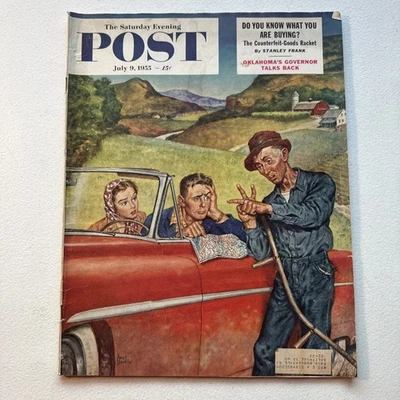 The Saturday Evening
POST
July 9, 1955 – 15¢
DO YOU KNOW WHAT YOU
ARE BUYING?
The Counterfeit-Goods Racket
By STANLEY FRANK
OKLAHOMA'S GOVERNOR
TALKS BACK